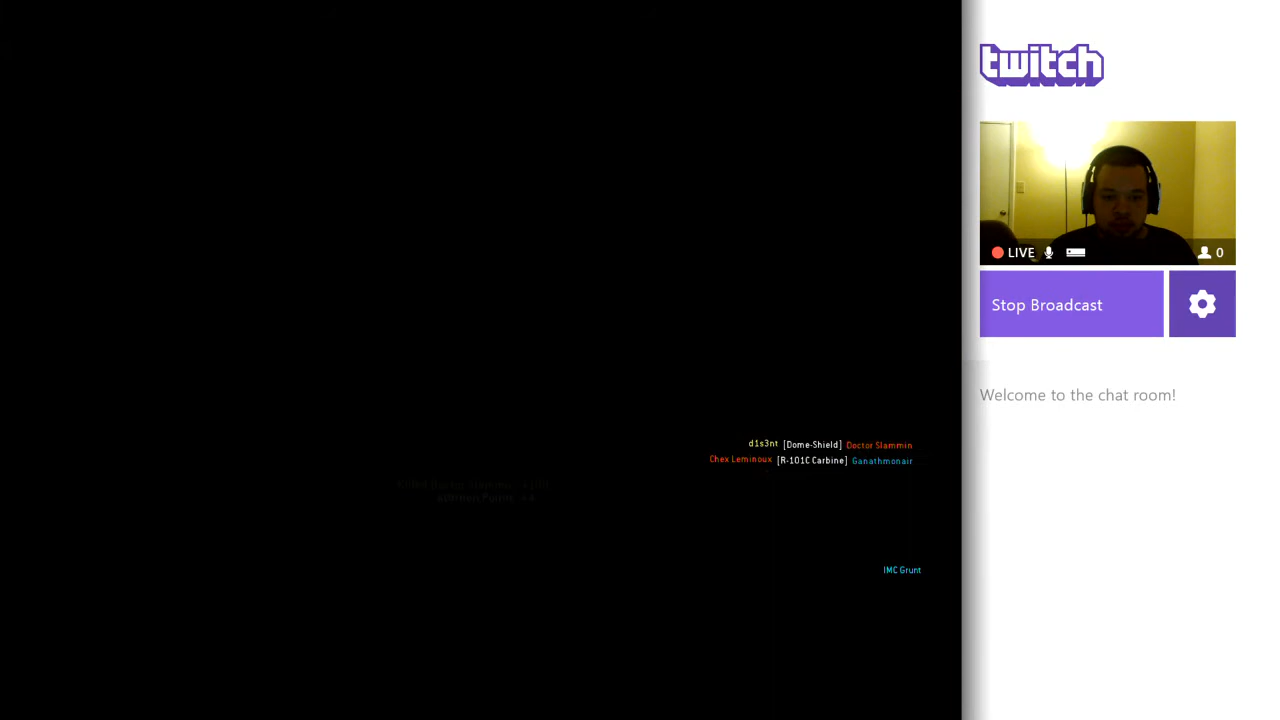 twitch
LIVE 0
Stop Broadcast
Welcome to the chat room!
d1s3nt [Dome-Shield] Doctor Slammin
Chex Leminoux [R-101C Carbine] Ganathmonair
IMC Grunt